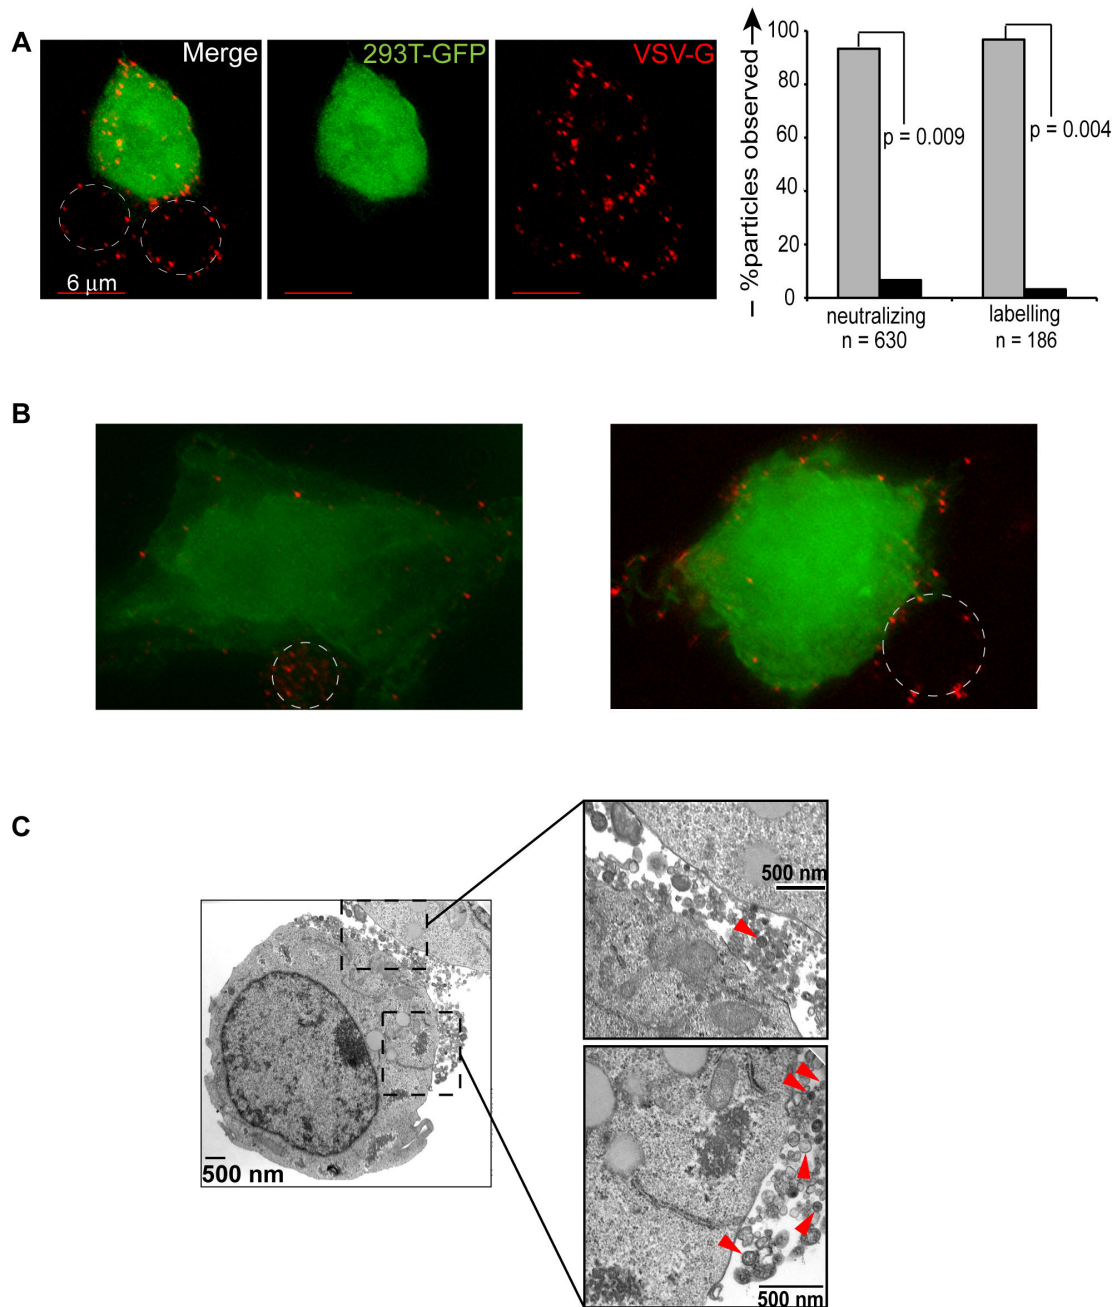 A
Merge
293T-GFP
VSV-G
6 μm
– %particles observed
100
80
60
40
20
0
p = 0.009
p = 0.004
neutralizing
n = 630
labelling
n = 186
B
C
500 nm
500 nm
500 nm